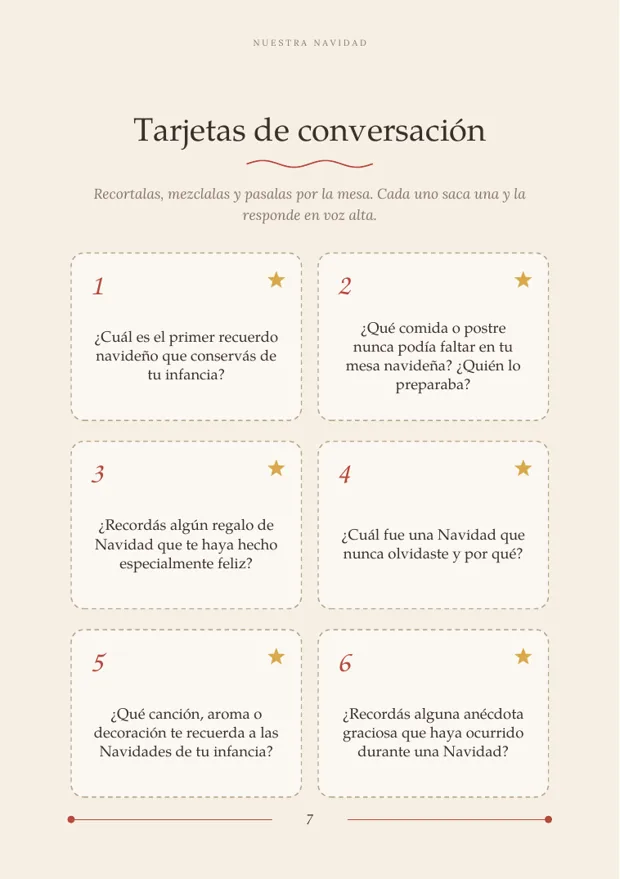 NUESTRA NAVIDAD
Tarjetas de conversación
Recortalas, mezclalas y pasalas por la mesa. Cada uno saca una y la
responde en voz alta.
1
¿Cuál es el primer recuerdo
navideño que conservás de
tu infancia?
2
¿Qué comida o postre
nunca podía faltar en tu
mesa navideña? ¿Quién lo
preparaba?
3
¿Recordás algún regalo de
Navidad que te haya hecho
especialmente feliz?
4
¿Cuál fue una Navidad que
nunca olvidaste y por qué?
5
¿Qué canción, aroma o
decoración te recuerda a las
Navidades de tu infancia?
6
¿Recordás alguna anécdota
graciosa que haya ocurrido
durante una Navidad?
7